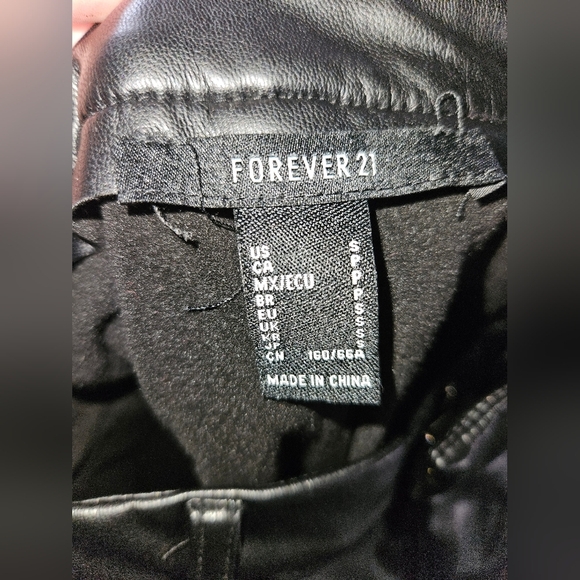 FOREVER 21
US S
CA P
MX/ECU P
BR P
EU S
UK S
KR S
JP S
CN 160/66A
MADE IN CHINA